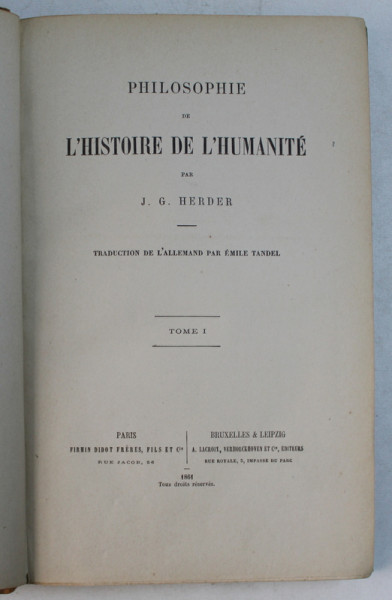 PHILOSOPHIE
DE
L'HISTOIRE DE L'HUMANITÉ
PAR
J. G. HERDER
TRADUCTION DE L'ALLEMAND PAR ÉMILE TANDEL
TOME I
PARIS
FIRMIN DIDOT FRÈRES, FILS ET Cie
RUE JACOB, 56
BRUXELLES & LEIPZIG
A. LACROIX, VERBOECKHOVEN ET Cie, ÉDITEURS
RUE ROYALE, 3, IMPASSE DU PARC
1861
Tous droits réservés.